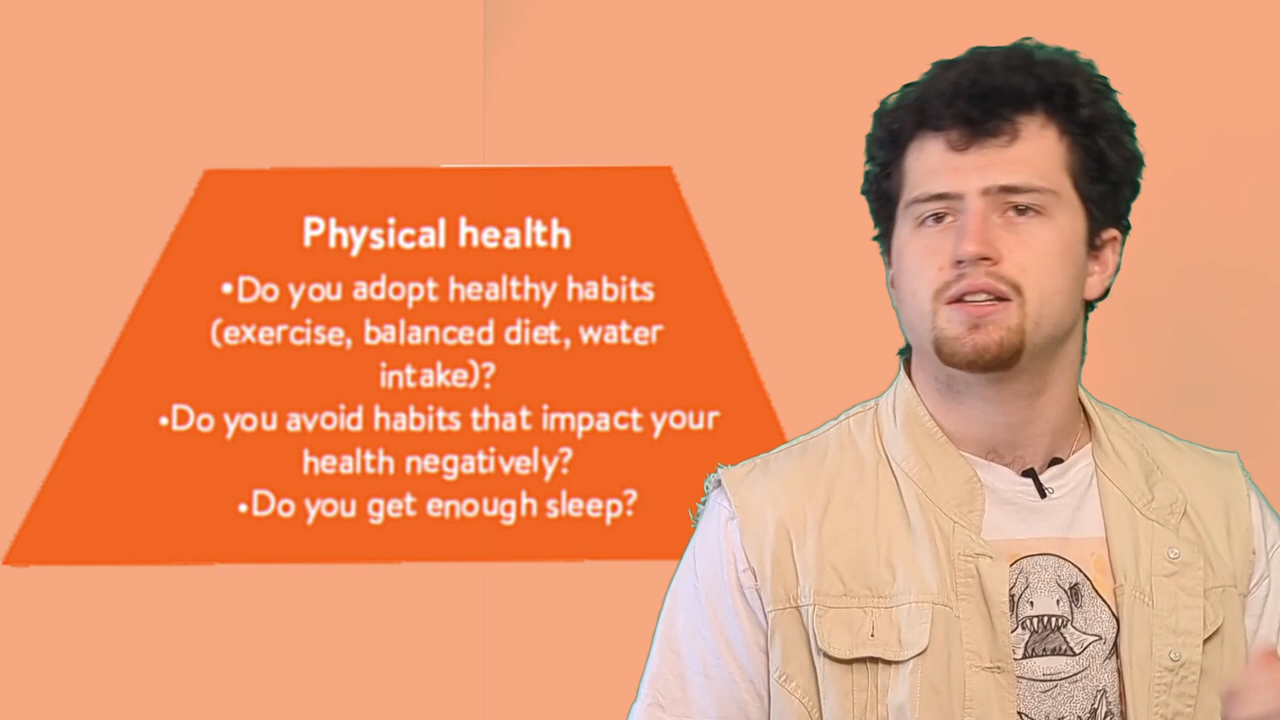 Physical health
•Do you adopt healthy habits
(exercise, balanced diet, water
intake)?
•Do you avoid habits that impact your
health negatively?
•Do you get enough sleep?